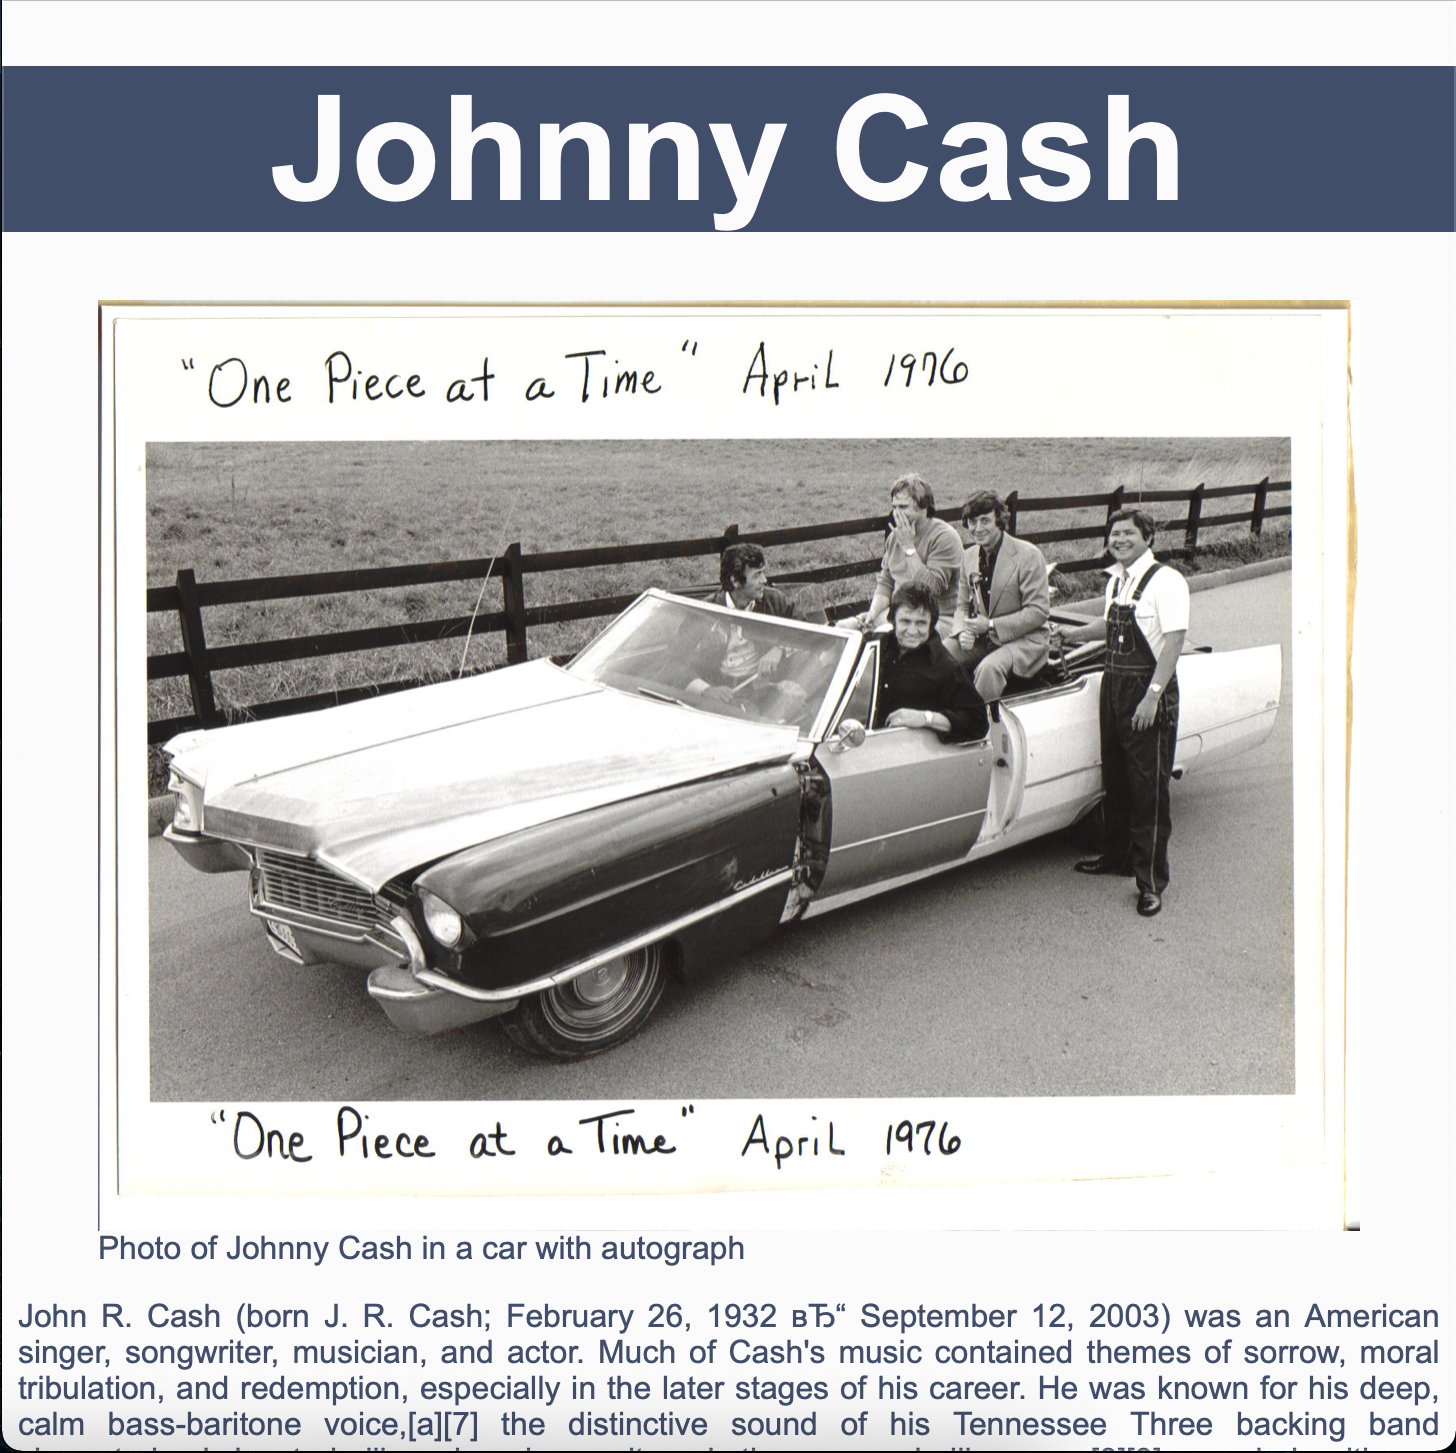 Johnny Cash
"One Piece at a Time" April 1976
Cadillac
"One Piece at a Time" April 1976
Photo of Johnny Cash in a car with autograph
John R. Cash (born J. R. Cash; February 26, 1932 вЂ“ September 12, 2003) was an American
singer, songwriter, musician, and actor. Much of Cash's music contained themes of sorrow, moral
tribulation, and redemption, especially in the later stages of his career. He was known for his deep,
calm bass-baritone voice,[a][7] the distinctive sound of his Tennessee Three backing band